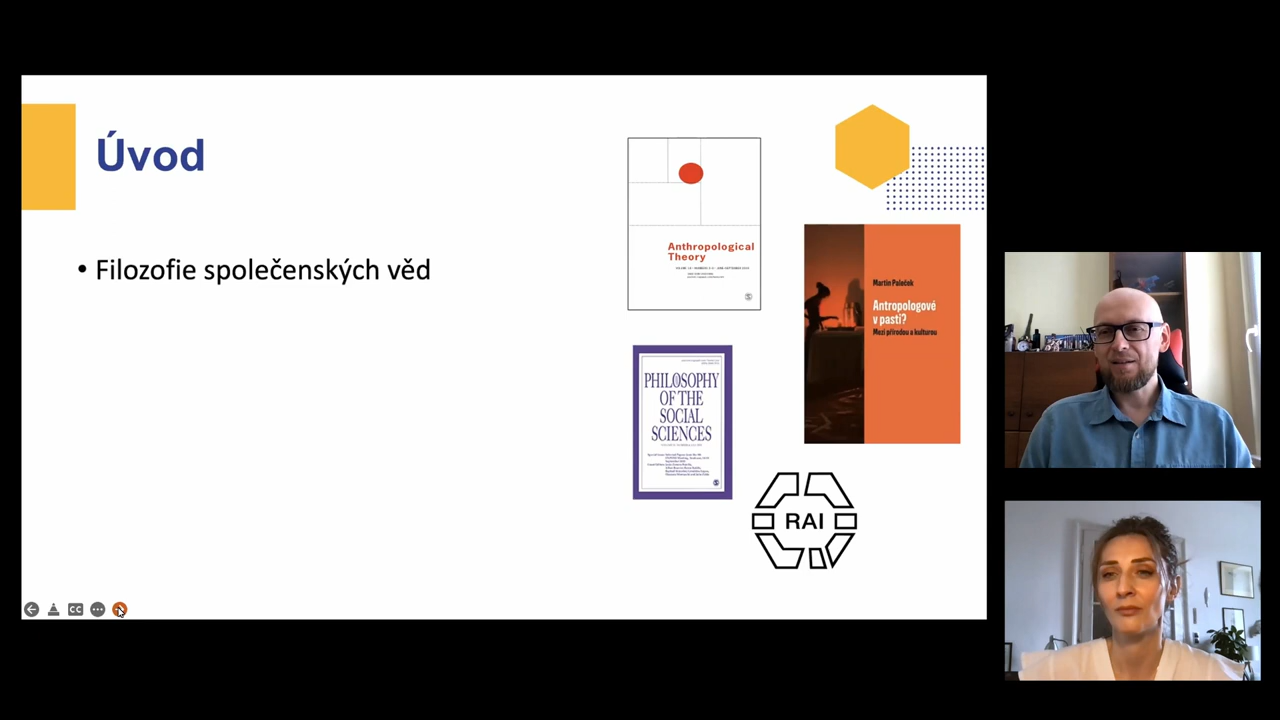 Úvod
• Filozofie společenských věd
Anthropological
Theory
Martin Paleček
Antropologové
v pasti?
Mezi přírodou a kulturou
PHILOSOPHY
OF THE
SOCIAL
SCIENCES
RAI
CC